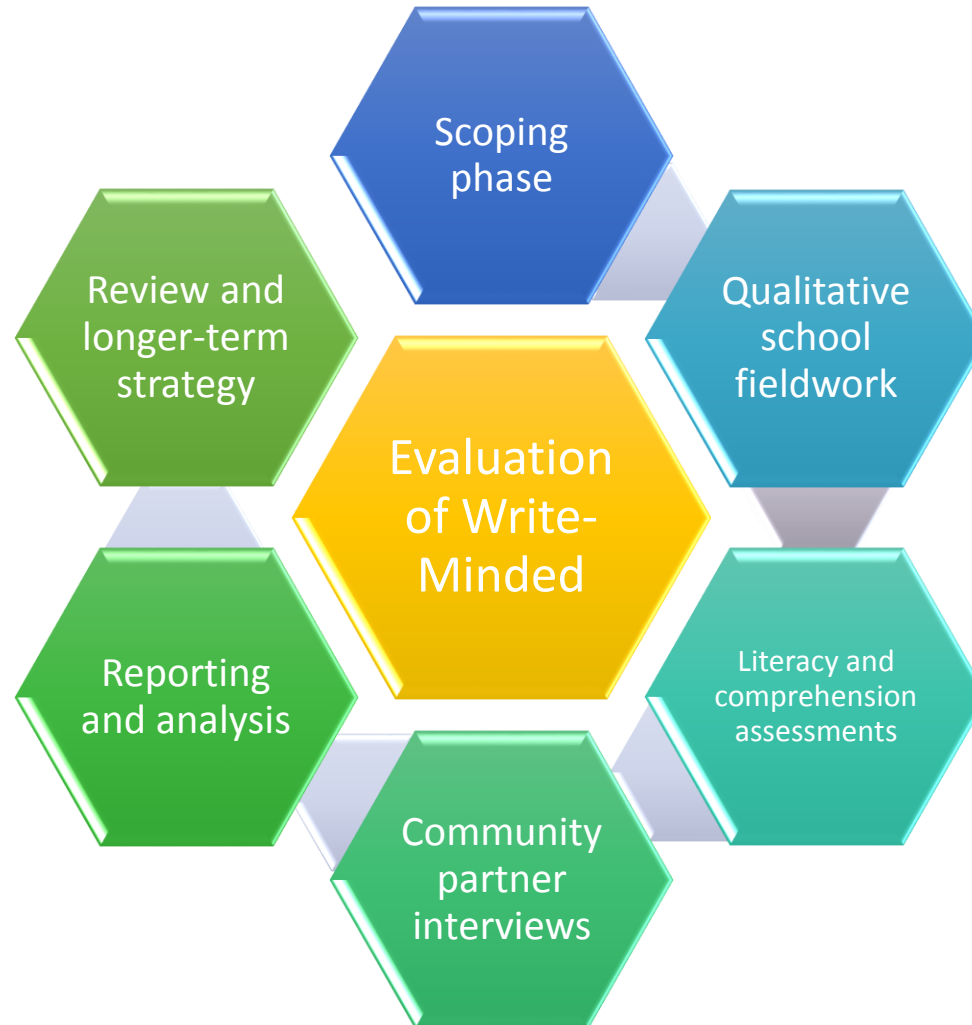 Scoping
phase
Qualitative
school
fieldwork
Literacy and
comprehension
assessments
Community
partner
interviews
Reporting
and analysis
Review and
longer-term
strategy
Evaluation
of Write-
Minded